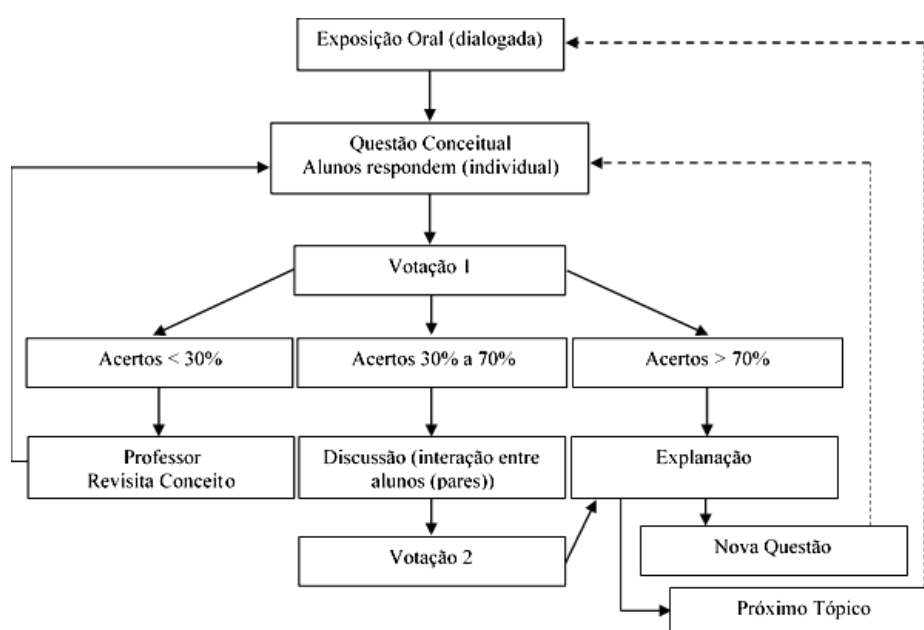 Exposição Oral (dialogada)
Questão Conceitual
Alunos respondem (individual)
Votação 1
Acertos < 30%
Acertos 30% a 70%
Acertos > 70%
Professor
Revisita Conceito
Discussão (interação entre
alunos (pares))
Explanação
Votação 2
Nova Questão
Próximo Tópico